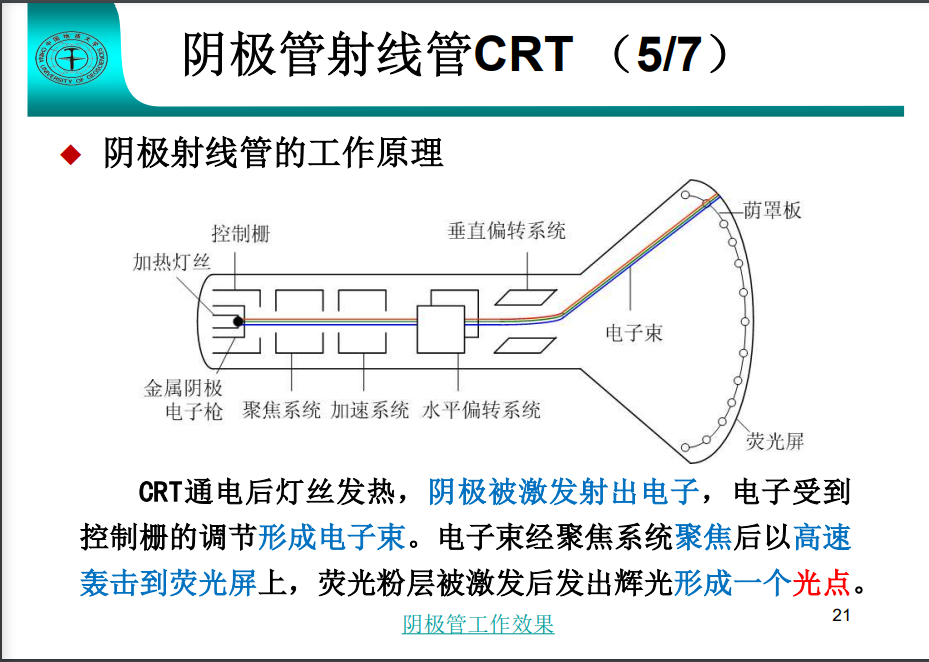 阴极管射线管CRT （5/7）
阴极射线管的工作原理
控制栅
垂直偏转系统
荫罩板
加热灯丝
电子束
金属阴极
电子枪
聚焦系统
加速系统
水平偏转系统
荧光屏
CRT通电后灯丝发热，阴极被激发射出电子，电子受到
控制栅的调节形成电子束。电子束经聚焦系统聚焦后以高速
轰击到荧光屏上，荧光粉层被激发后发出辉光形成一个光点。
阴极管工作效果
21